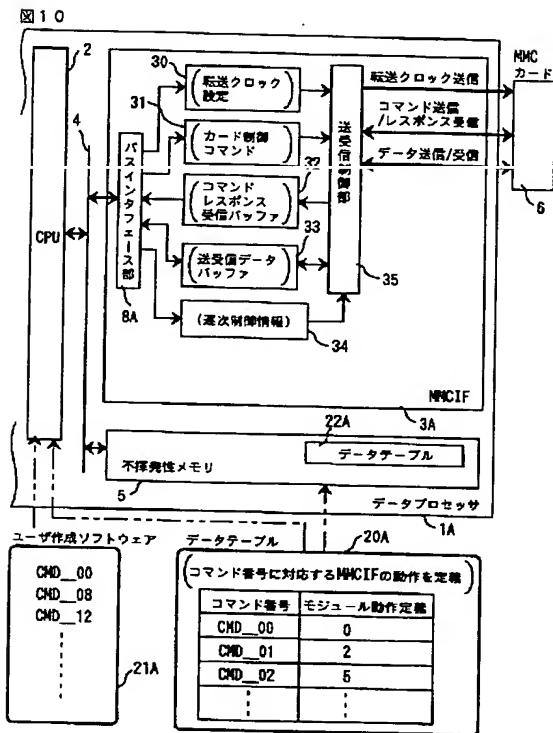 図10
2
4
CPU
バスインタフェース部
8A
30
(転送クロック
設定)
31
(カード制御
コマンド)
32
(コマンド
レスポンス
受信バッファ)
33
(送受信データ
バッファ)
(逐次制御情報)
34
送受信制御部
35
MMCIF
3A
転送クロック送信
コマンド送信
/レスポンス受信
データ送信/受信
MMC
カード
6
22A
データテーブル
不揮発性メモリ
5
データプロセッサ
1A
ユーザ作成ソフトウェア
CMD__00
CMD__08
CMD__12
21A
データテーブル
20A
(コマンド番号に対応するMMCIFの動作を定義)
コマンド番号 モジュール動作定義
CMD__00 0
CMD__01 2
CMD__02 5